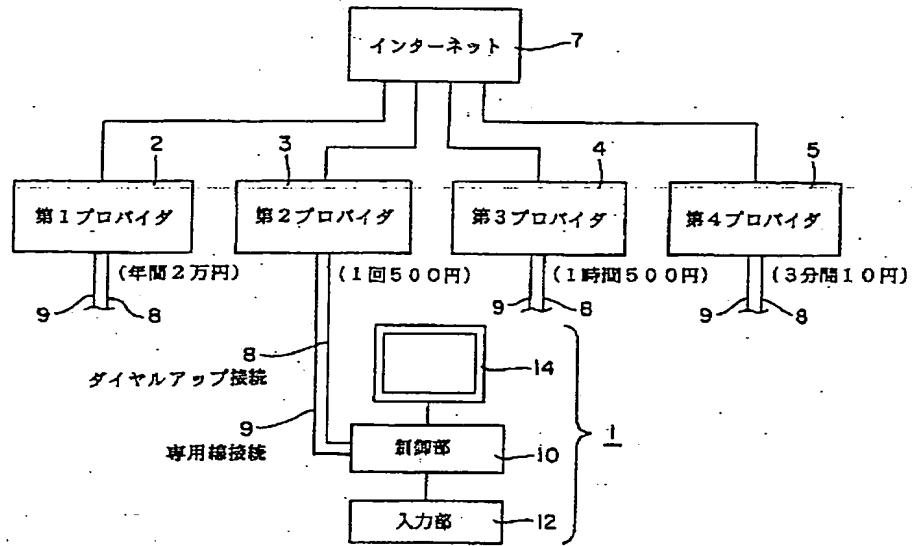 インターネット
7
2
3
4
5
第1プロバイダ
第2プロバイダ
第3プロバイダ
第4プロバイダ
(年間2万円)
(1回500円)
(1時間500円)
(3分間10円)
9
8
9
8
9
8
8
ダイヤルアップ接続
14
9
専用線接続
制御部
10
1
入力部
12